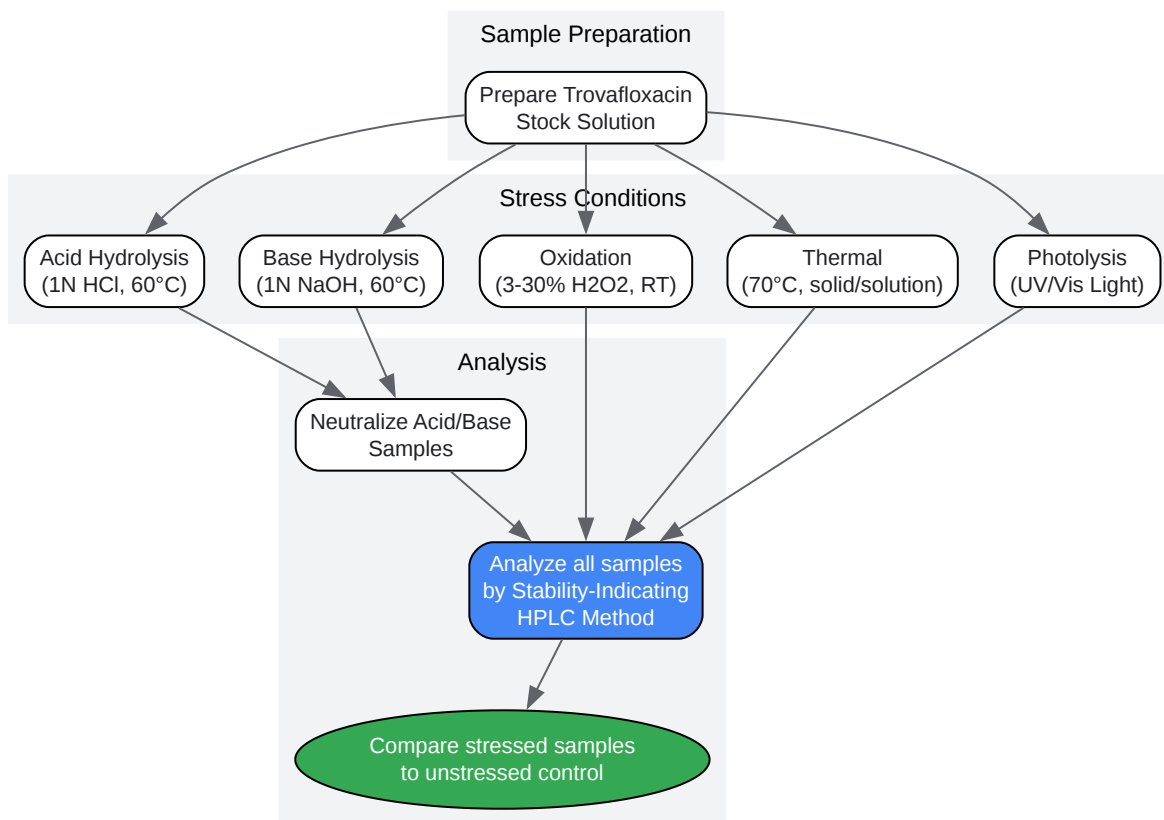 Sample Preparation
Prepare Trovafloxacin
Stock Solution
Stress Conditions
Acid Hydrolysis
(1N HCl, 60°C)
Base Hydrolysis
(1N NaOH, 60°C)
Oxidation
(3-30% H2O2, RT)
Thermal
(70°C, solid/solution)
Photolysis
(UV/Vis Light)
Analysis
Neutralize Acid/Base
Samples
Analyze all samples
by Stability-Indicating
HPLC Method
Compare stressed samples
to unstressed control